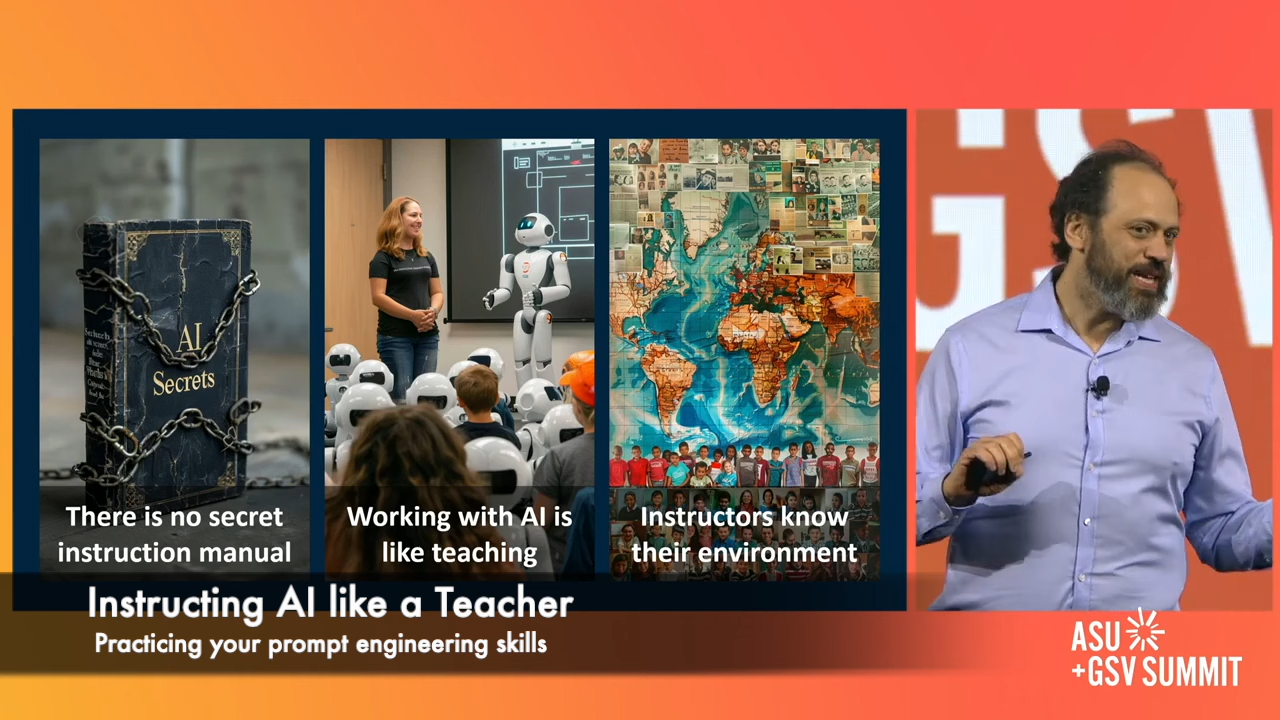 AI
Secrets
There is no secret
instruction manual
Working with AI is
like teaching
Instructors know
their environment
Instructing AI like a Teacher
Practicing your prompt engineering skills
GSV
ASU
+GSV SUMMIT